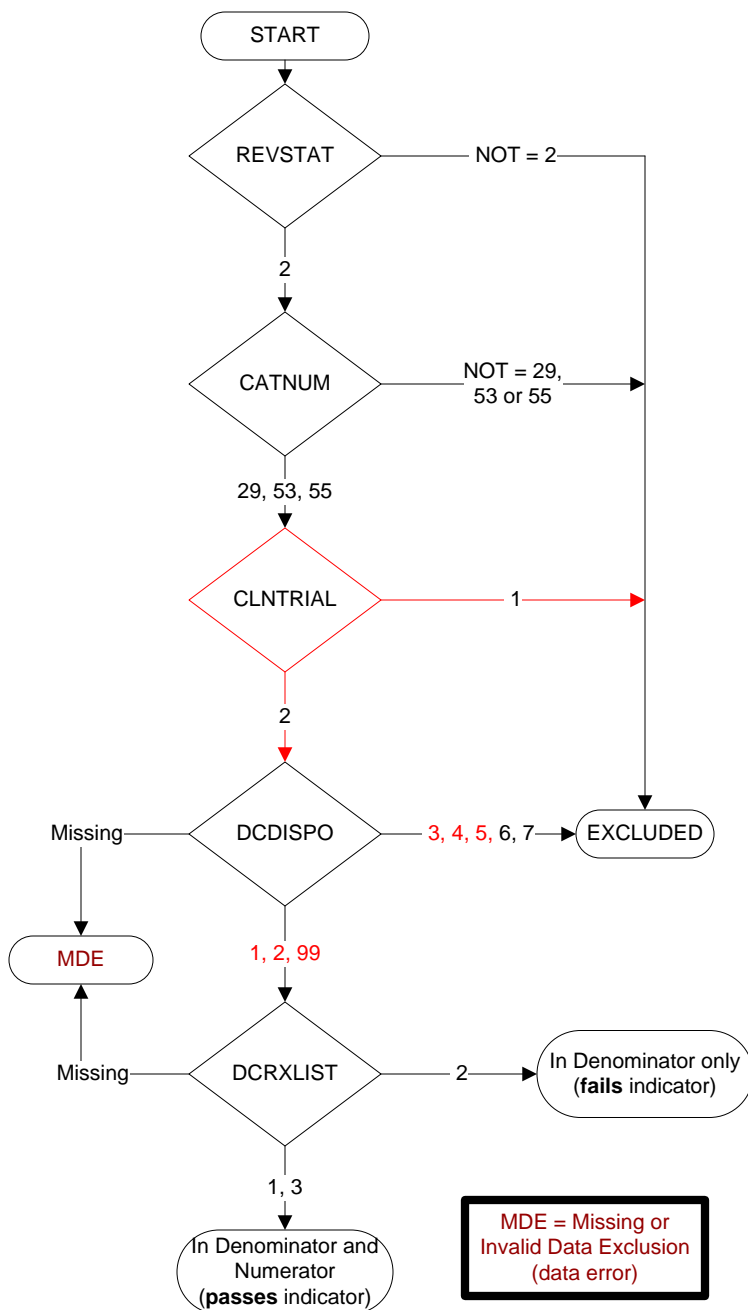 START
REVSTAT
NOT = 2
2
CATNUM
NOT = 29,
53 or 55
29, 53, 55
CLNTRIAL
1
2
Missing
DCDISPO
3, 4, 5, 6, 7
EXCLUDED
MDE
1, 2, 99
Missing
DCRXLIST
2
In Denominator only
(fails indicator)
1, 3
In Denominator and
Numerator
(passes indicator)
MDE = Missing or
Invalid Data Exclusion
(data error)